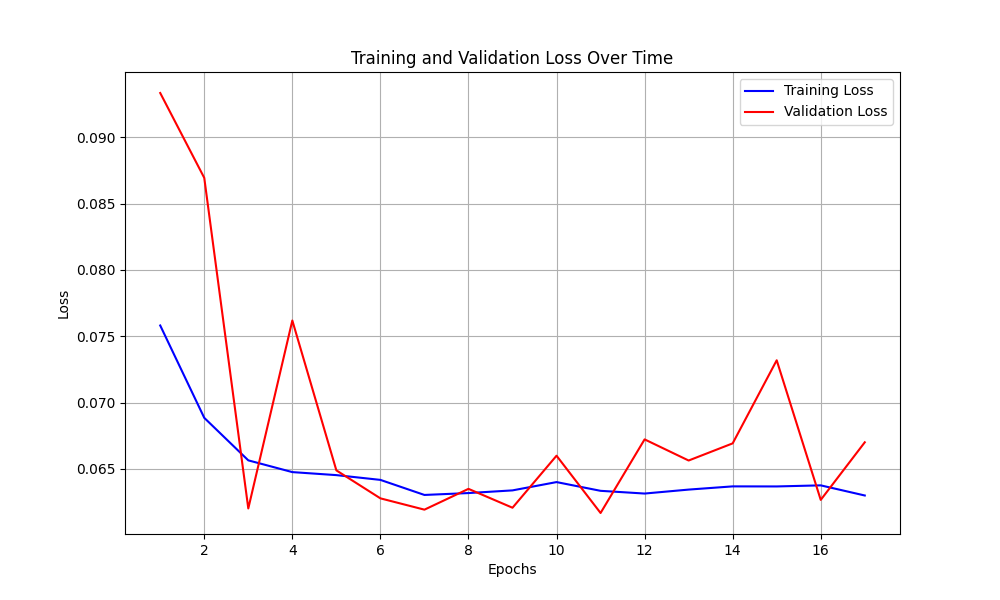 Training and Validation Loss Over Time
Training Loss
Validation Loss
0.090
0.085
0.080
0.075
0.070
0.065
Loss
2 4 6 8 10 12 14 16
Epochs